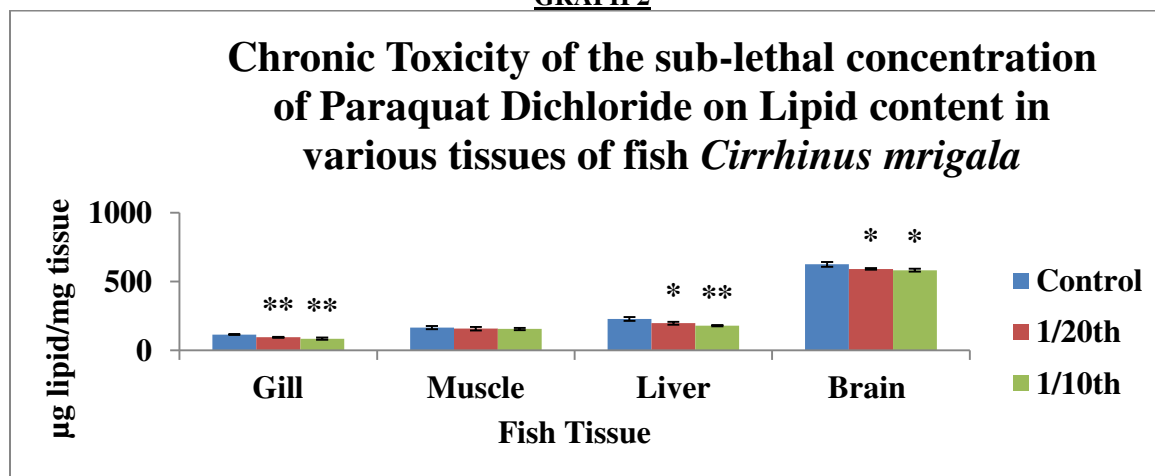 GRAPH 2
Chronic Toxicity of the sub-lethal concentration
of Paraquat Dichloride on Lipid content in
various tissues of fish Cirrhinus mrigala
µg lipid/mg tissue
1000
500
0
** **
* **
* *
Gill Muscle Liver Brain
Fish Tissue
Control
1/20th
1/10th